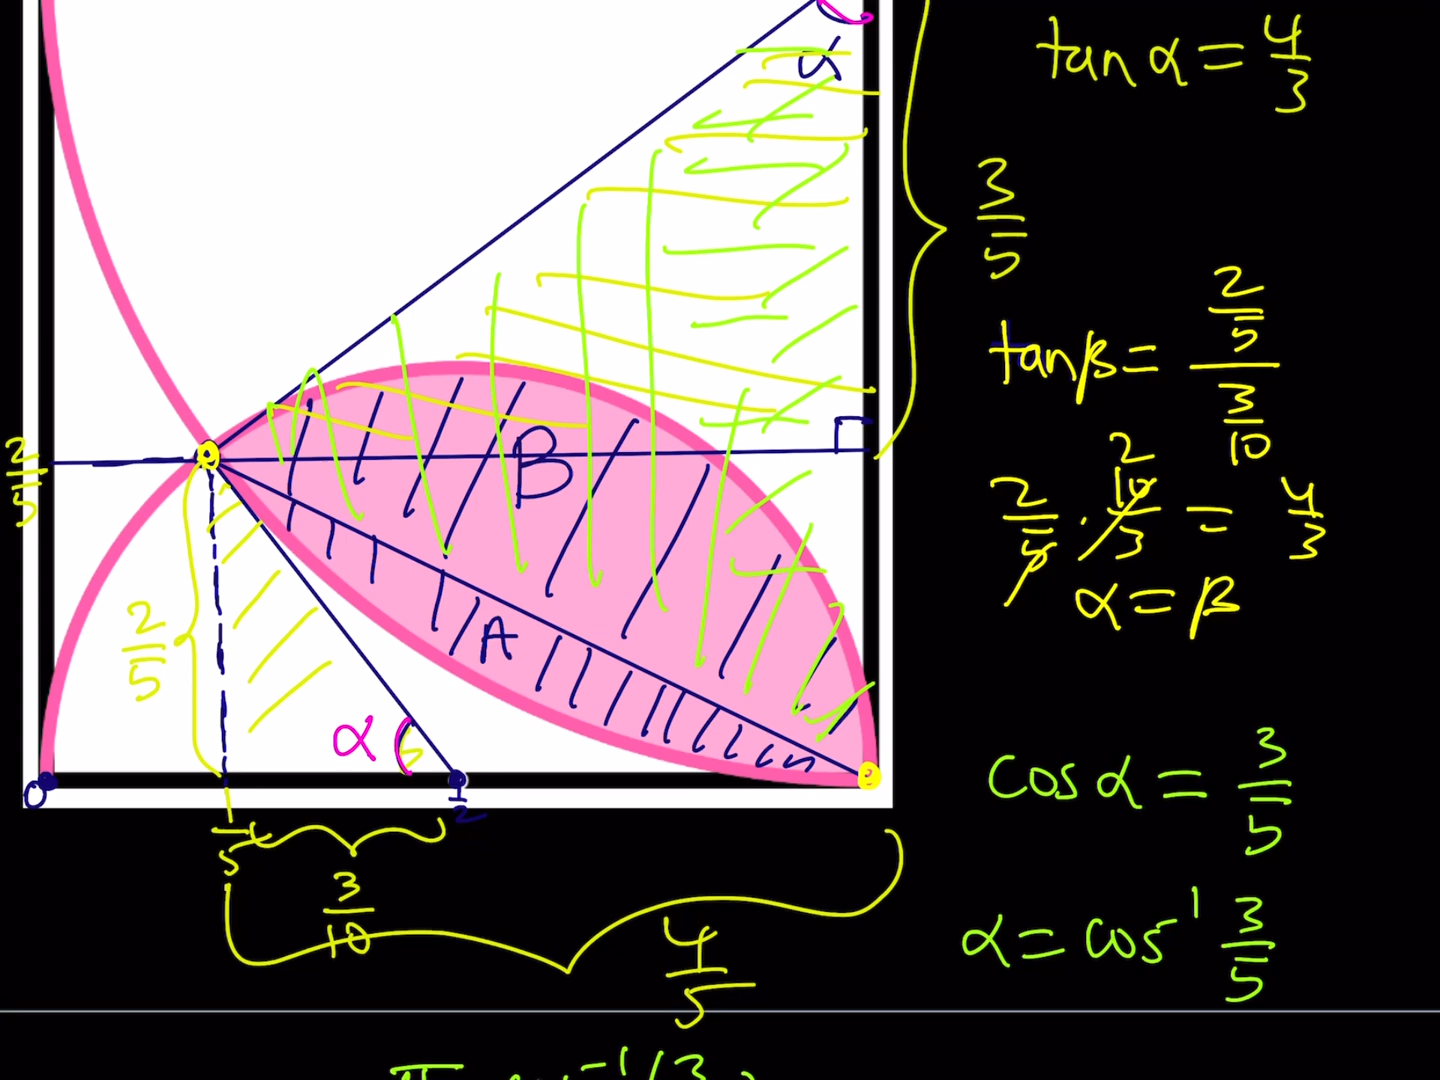 tan α = 4/3
α
3/5
tan β = (2/5)/(3/10)
2/5 · 10/3 = 4/3
2
α = β
2/5
B
2/5
A
α
0
1/2
1/5
3/10
4/5
cos α = 3/5
α = cos⁻¹ 3/5